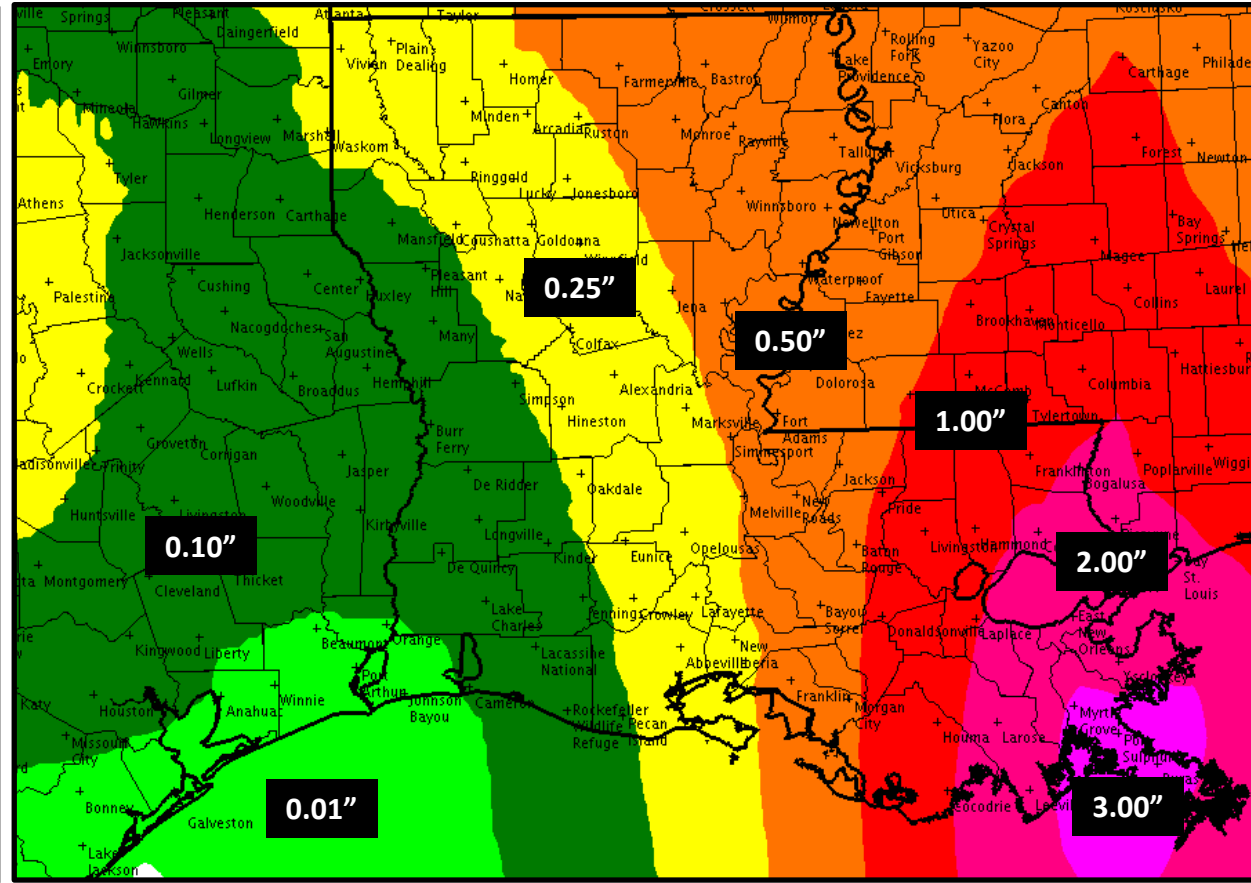 Springs
Pleasant
Daingerfield
Atlanta
Taylor
Crossett
Wilmot
Kosciusko
Winnsboro
Emory
Vivian
Plain
Dealing
Homer
Farmerville
Bastrop
Lake
Providence
Rolling
Fork
Yazoo
City
Carthage
Gilmer
Mineola
Hawkins
Longview
Marshall
Waskom
Minden
Arcadia
Ruston
Monroe
Rayville
Canton
Flora
Vicksburg
Jackson
Forest
Newton
Tyler
Ringgold
Lucky
Jonesboro
Athens
Henderson
Carthage
Winnsboro
Newellton
Port
Gibson
Utica
Crystal
Springs
Bay
Springs
Jacksonville
Mansfield
Coushatta
Goldonna
Magee
Cushing
Center
Huxley
Pleasant
Hill
Waterproof
Fayette
Collins
Laurel
Palestine
0.25”
Jena
Nacogdoches
San
Augustine
Many
Colfax
0.50”
Brookhaven
Monticello
Wells
Crockett
Kennard
Lufkin
Broaddus
Hemphill
Simpson
Alexandria
Dolorosa
Columbia
Hineston
Marksville
Fort
Adams
1.00”
Tylertown
Groveton
Corrigan
Burr
Ferry
Simmesport
Trinity
Jasper
De Ridder
Oakdale
Jackson
Franklinton
Bogalusa
Poplarville
Huntsville
Livingston
Woodville
Kirbyville
Longville
Kinder
Melville
New
Roads
Pride
0.10”
Eunice
Opelousas
Baton
Rouge
Livingston
Hammond
2.00”
Bay
St.
Louis
Montgomery
Cleveland
Thicket
De Quincy
Lake
Charles
Jennings
Crowley
Lafayette
Bayou
Sorrel
Donaldsonville
Laplace
East
New
Orleans
Kingwood
Liberty
Beaumont
Orange
Lacassine
National
Abbeville
New
Iberia
Katy
Houston
Anahuac
Winnie
Port
Arthur
Johnson
Bayou
Cameron
Rockefeller
Wildlife
Refuge
Pecan
Island
Franklin
Morgan
City
Myrtle
Grove
Missouri
City
Houma
Larose
Port
Sulphur
Bonney
Galveston
0.01”
Cocodrie
3.00”
Lake
Jackson